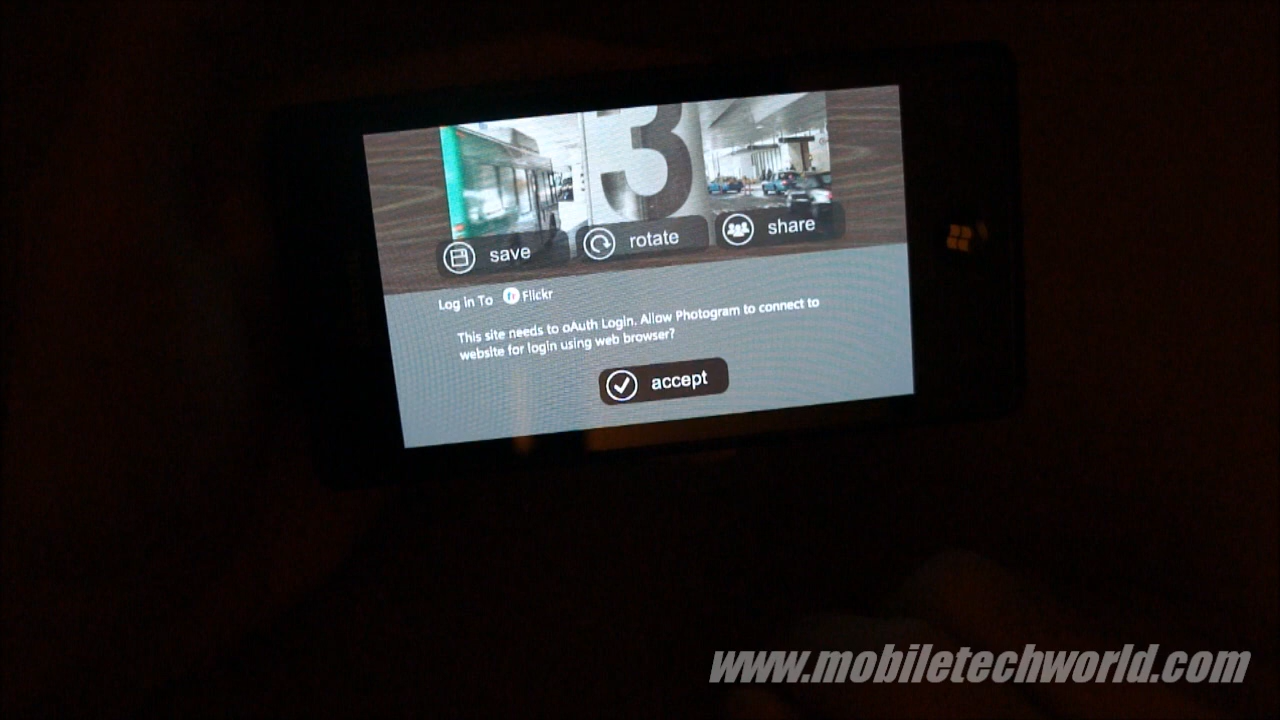 3
save
rotate
share
Log in To Flickr
This site needs to oAuth Login. Allow Photogram to connect to
website for login using web browser?
accept
www.mobiletechworld.com